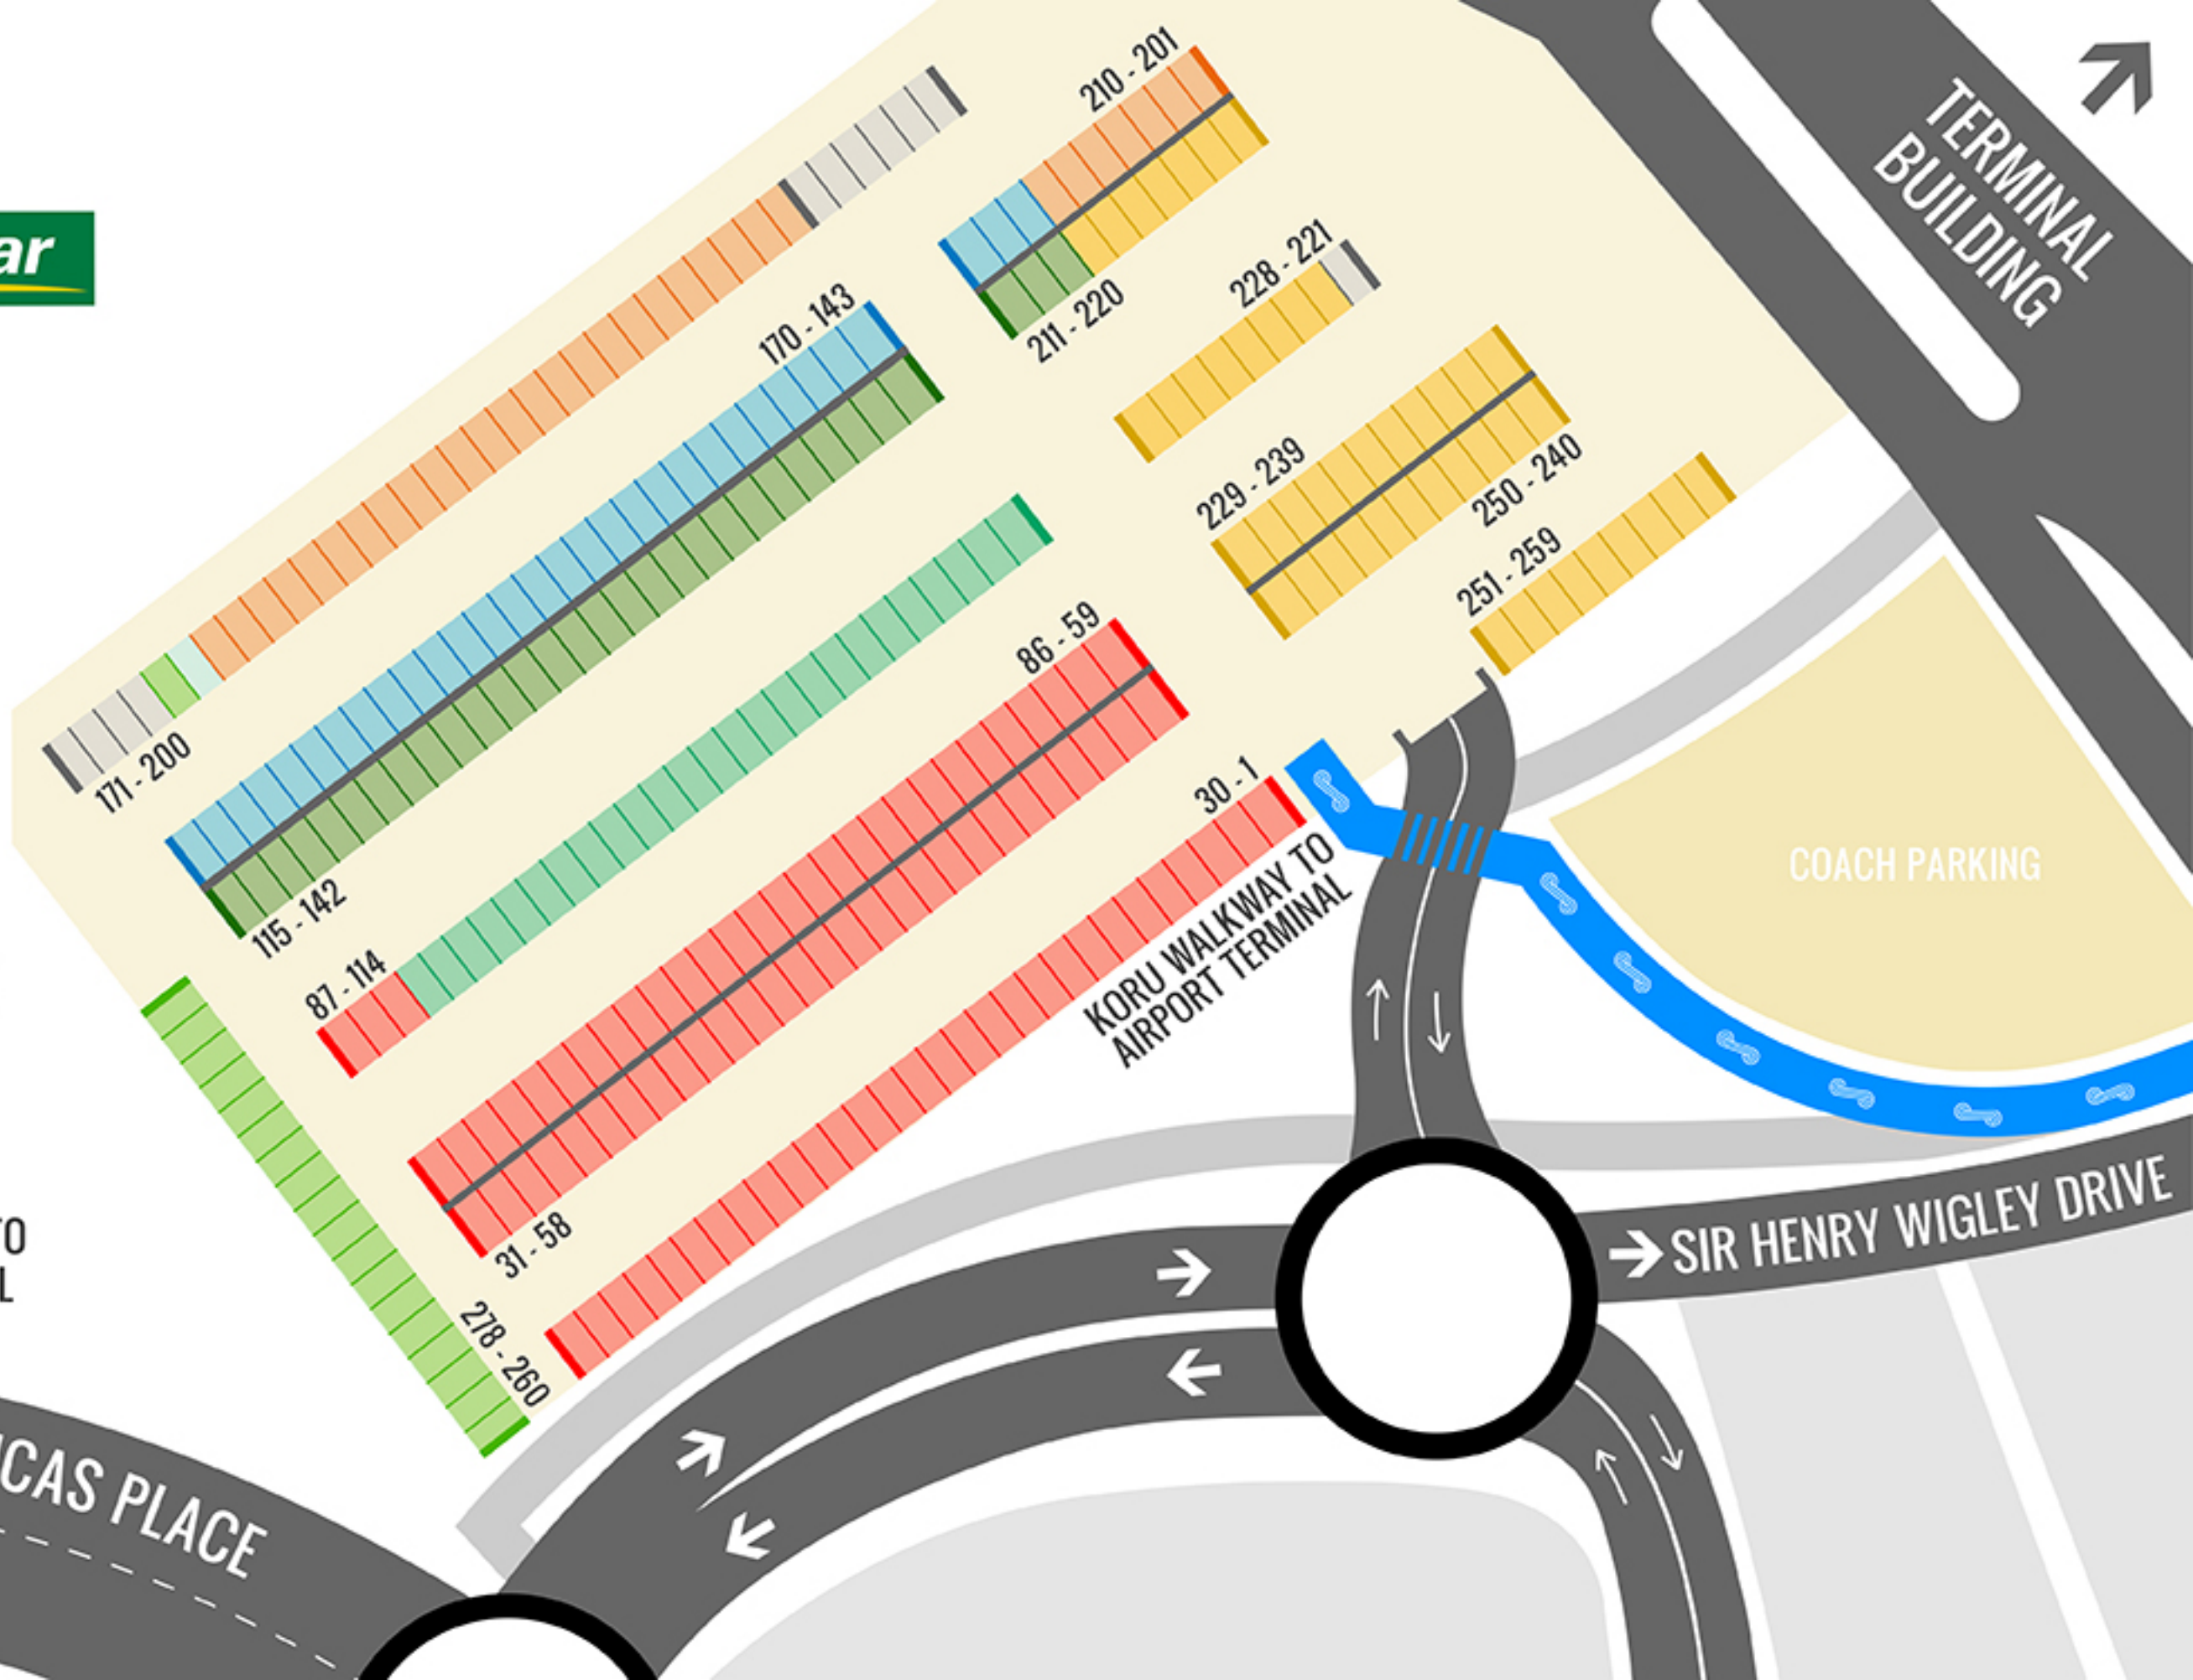 ar
210 - 201
TERMINAL
BUILDING
228 - 221
211 - 220
170 - 143
229 - 239
250 - 240
251 - 259
171 - 200
86 - 59
30 - 1
115 - 142
87 - 114
KORU WALKWAY TO
AIRPORT TERMINAL
COACH PARKING
31 - 58
278 - 260
TO
L
SIR HENRY WIGLEY DRIVE
CAS PLACE